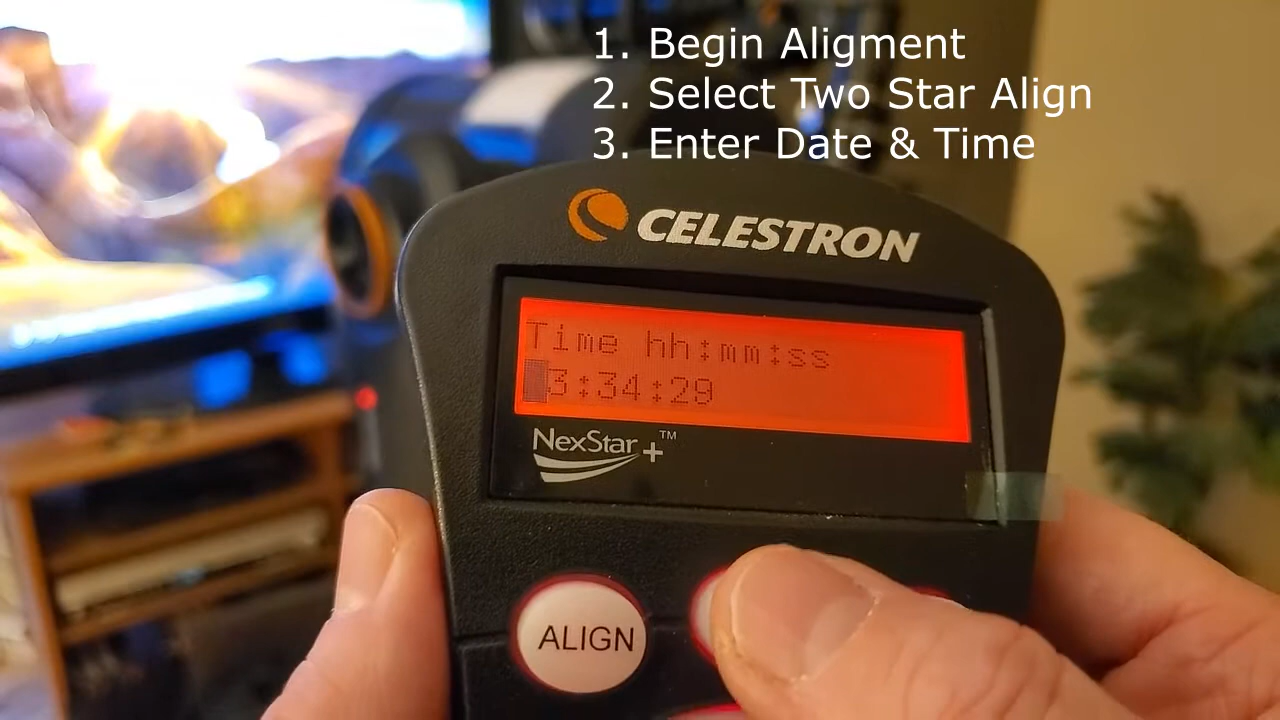 1. Begin Aligment
2. Select Two Star Align
3. Enter Date & Time
CELESTRON
Time hh:mm:ss
3:34:29
NexStar+™
ALIGN